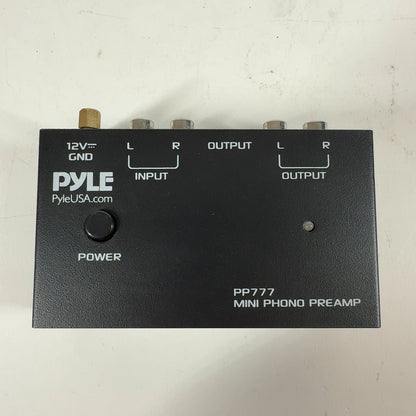 12V⎓
GND
L R OUTPUT L R
INPUT OUTPUT
PYLE
PyleUSA.com
POWER
PP777
MINI PHONO PREAMP